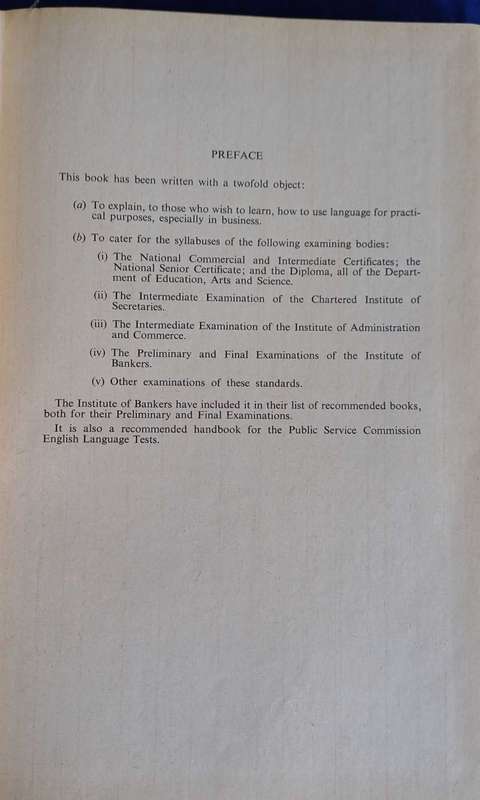 PREFACE
This book has been written with a twofold object:
(a) To explain, to those who wish to learn, how to use language for practi-
cal purposes, especially in business.
(b) To cater for the syllabuses of the following examining bodies:
(i) The National Commercial and Intermediate Certificates; the
National Senior Certificate; and the Diploma, all of the Depart-
ment of Education, Arts and Science.
(ii) The Intermediate Examination of the Chartered Institute of
Secretaries.
(iii) The Intermediate Examination of the Institute of Administration
and Commerce.
(iv) The Preliminary and Final Examinations of the Institute of
Bankers.
(v) Other examinations of these standards.
The Institute of Bankers have included it in their list of recommended books,
both for their Preliminary and Final Examinations.
It is also a recommended handbook for the Public Service Commission
English Language Tests.